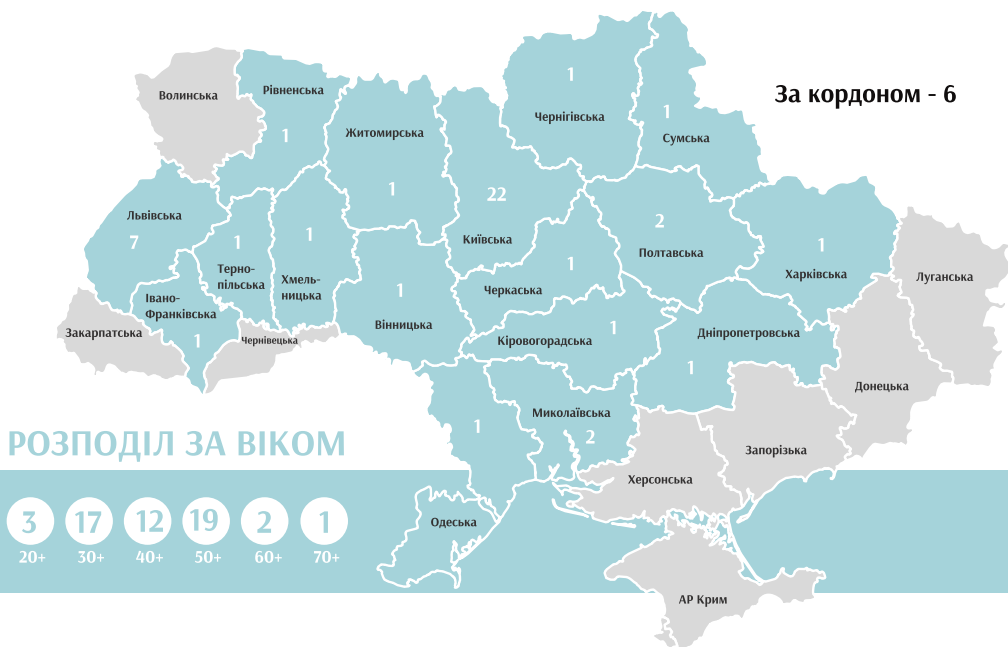 За кордоном - 6
1
Чернігівська
1
Сумська
Волинська
Рівненська
1
Житомирська
1
22
Київська
Львівська
7
1
Терно-
пільська
1
Хмель-
ницька
2
Полтавська
1
Харківська
Луганська
1
Черкаська
Івано-
Франківська
1
1
Вінницька
Закарпатська
Чернівецька
1
Кіровоградська
Дніпропетровська
1
Донецька
Миколаївська
2
1
Одеська
Запорізька
Херсонська
АР Крим
РОЗПОДІЛ ЗА ВІКОМ
3 17 12 19 2 1
20+ 30+ 40+ 50+ 60+ 70+